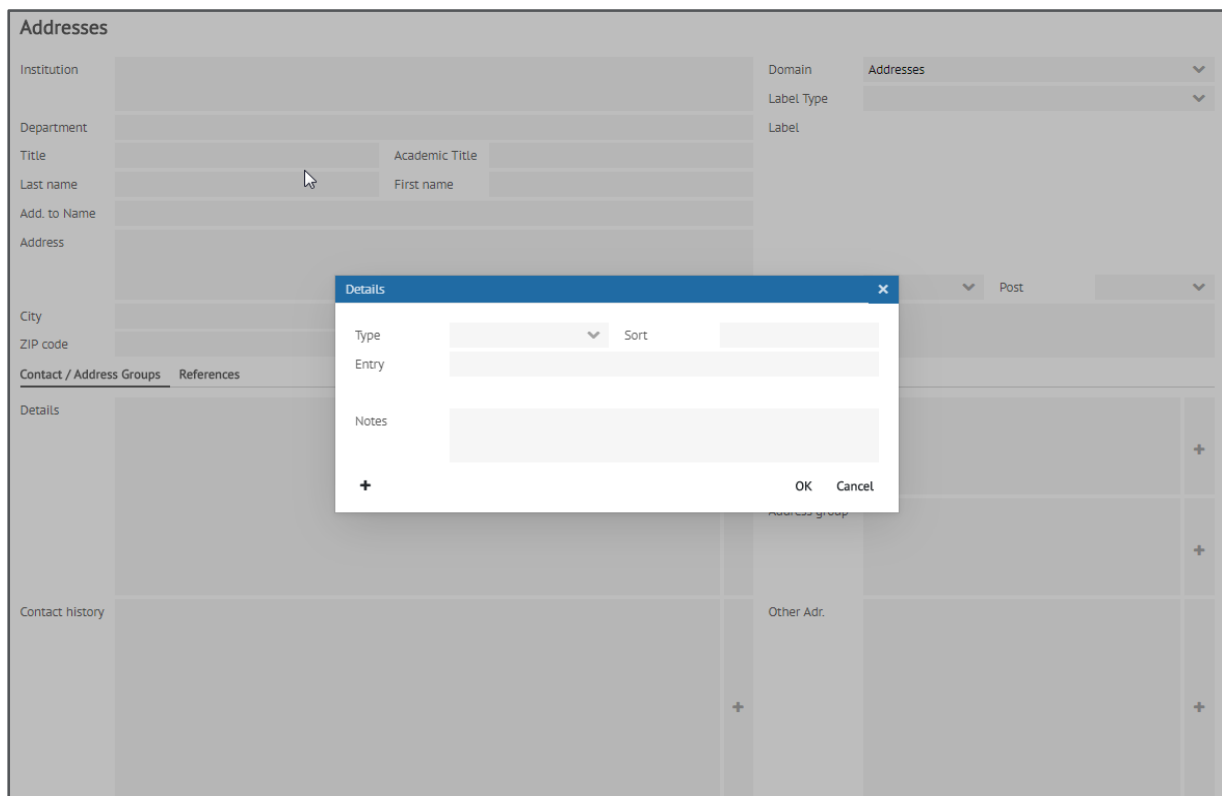 Addresses
Institution
Domain Addresses
Label Type
Department
Label
Title Academic Title
Last name First name
Add. to Name
Address
Details
Post
City
Type Sort
ZIP code
Entry
Contact / Address Groups References
Details
Notes
OK Cancel
Contact history
Other Adr.